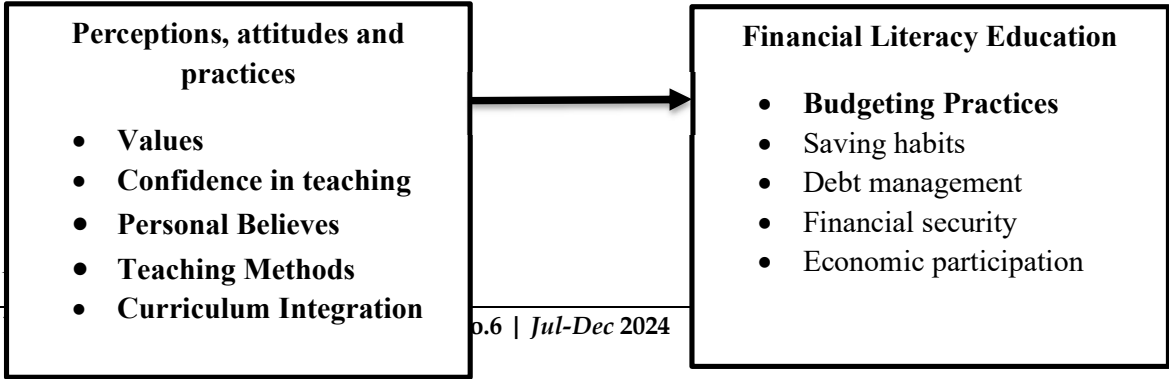 Perceptions, attitudes and
practices
• Values
• Confidence in teaching
• Personal Believes
• Teaching Methods
• Curriculum Integration
Financial Literacy Education
• Budgeting Practices
• Saving habits
• Debt management
• Financial security
• Economic participation
o.6 | Jul-Dec 2024